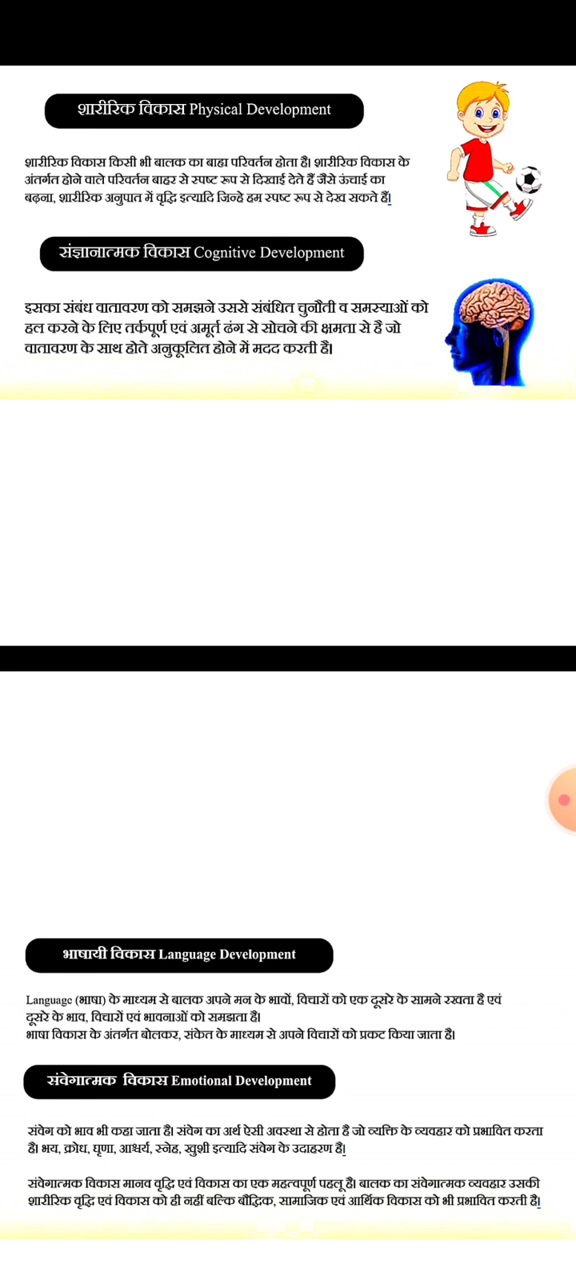 शारीरिक विकास Physical Development
शारीरिक विकास किसी भी बालक का बाह्य परिवर्तन होता है। शारीरिक विकास के
अंतर्गत होने वाले परिवर्तन बाहर से स्पष्ट रूप से दिखाई देते हैं जैसे ऊंचाई का
बढ़ना, शारीरिक अनुपात में वृद्धि इत्यादि जिन्हे हम स्पष्ट रूप से देख सकते हैं।
संज्ञानात्मक विकास Cognitive Development
इसका संबंध वातावरण को समझने उससे संबंधित चुनौती व समस्याओं को
हल करने के लिए तर्कपूर्ण एवं अमूर्त ढंग से सोचने की क्षमता से है जो
वातावरण के साथ होते अनुकूलित होने में मदद करती है।
भाषायी विकास Language Development
Language (भाषा) के माध्यम से बालक अपने मन के भावों, विचारों को एक दूसरे के सामने रखता है एवं
दूसरे के भाव, विचारों एवं भावनाओं को समझता है।
भाषा विकास के अंतर्गत बोलकर, संकेत के माध्यम से अपने विचारों को प्रकट किया जाता है।
संवेगात्मक विकास Emotional Development
संवेग को भाव भी कहा जाता है। संवेग का अर्थ ऐसी अवस्था से होता है जो व्यक्ति के व्यवहार को प्रभावित करता
है। भय, क्रोध, घृणा, आश्चर्य, स्नेह, खुशी इत्यादि संवेग के उदाहरण है।
संवेगात्मक विकास मानव वृद्धि एवं विकास का एक महत्वपूर्ण पहलू है। बालक का संवेगात्मक व्यवहार उसकी
शारीरिक वृद्धि एवं विकास को ही नहीं बल्कि बौद्धिक, सामाजिक एवं आर्थिक विकास को भी प्रभावित करती है।